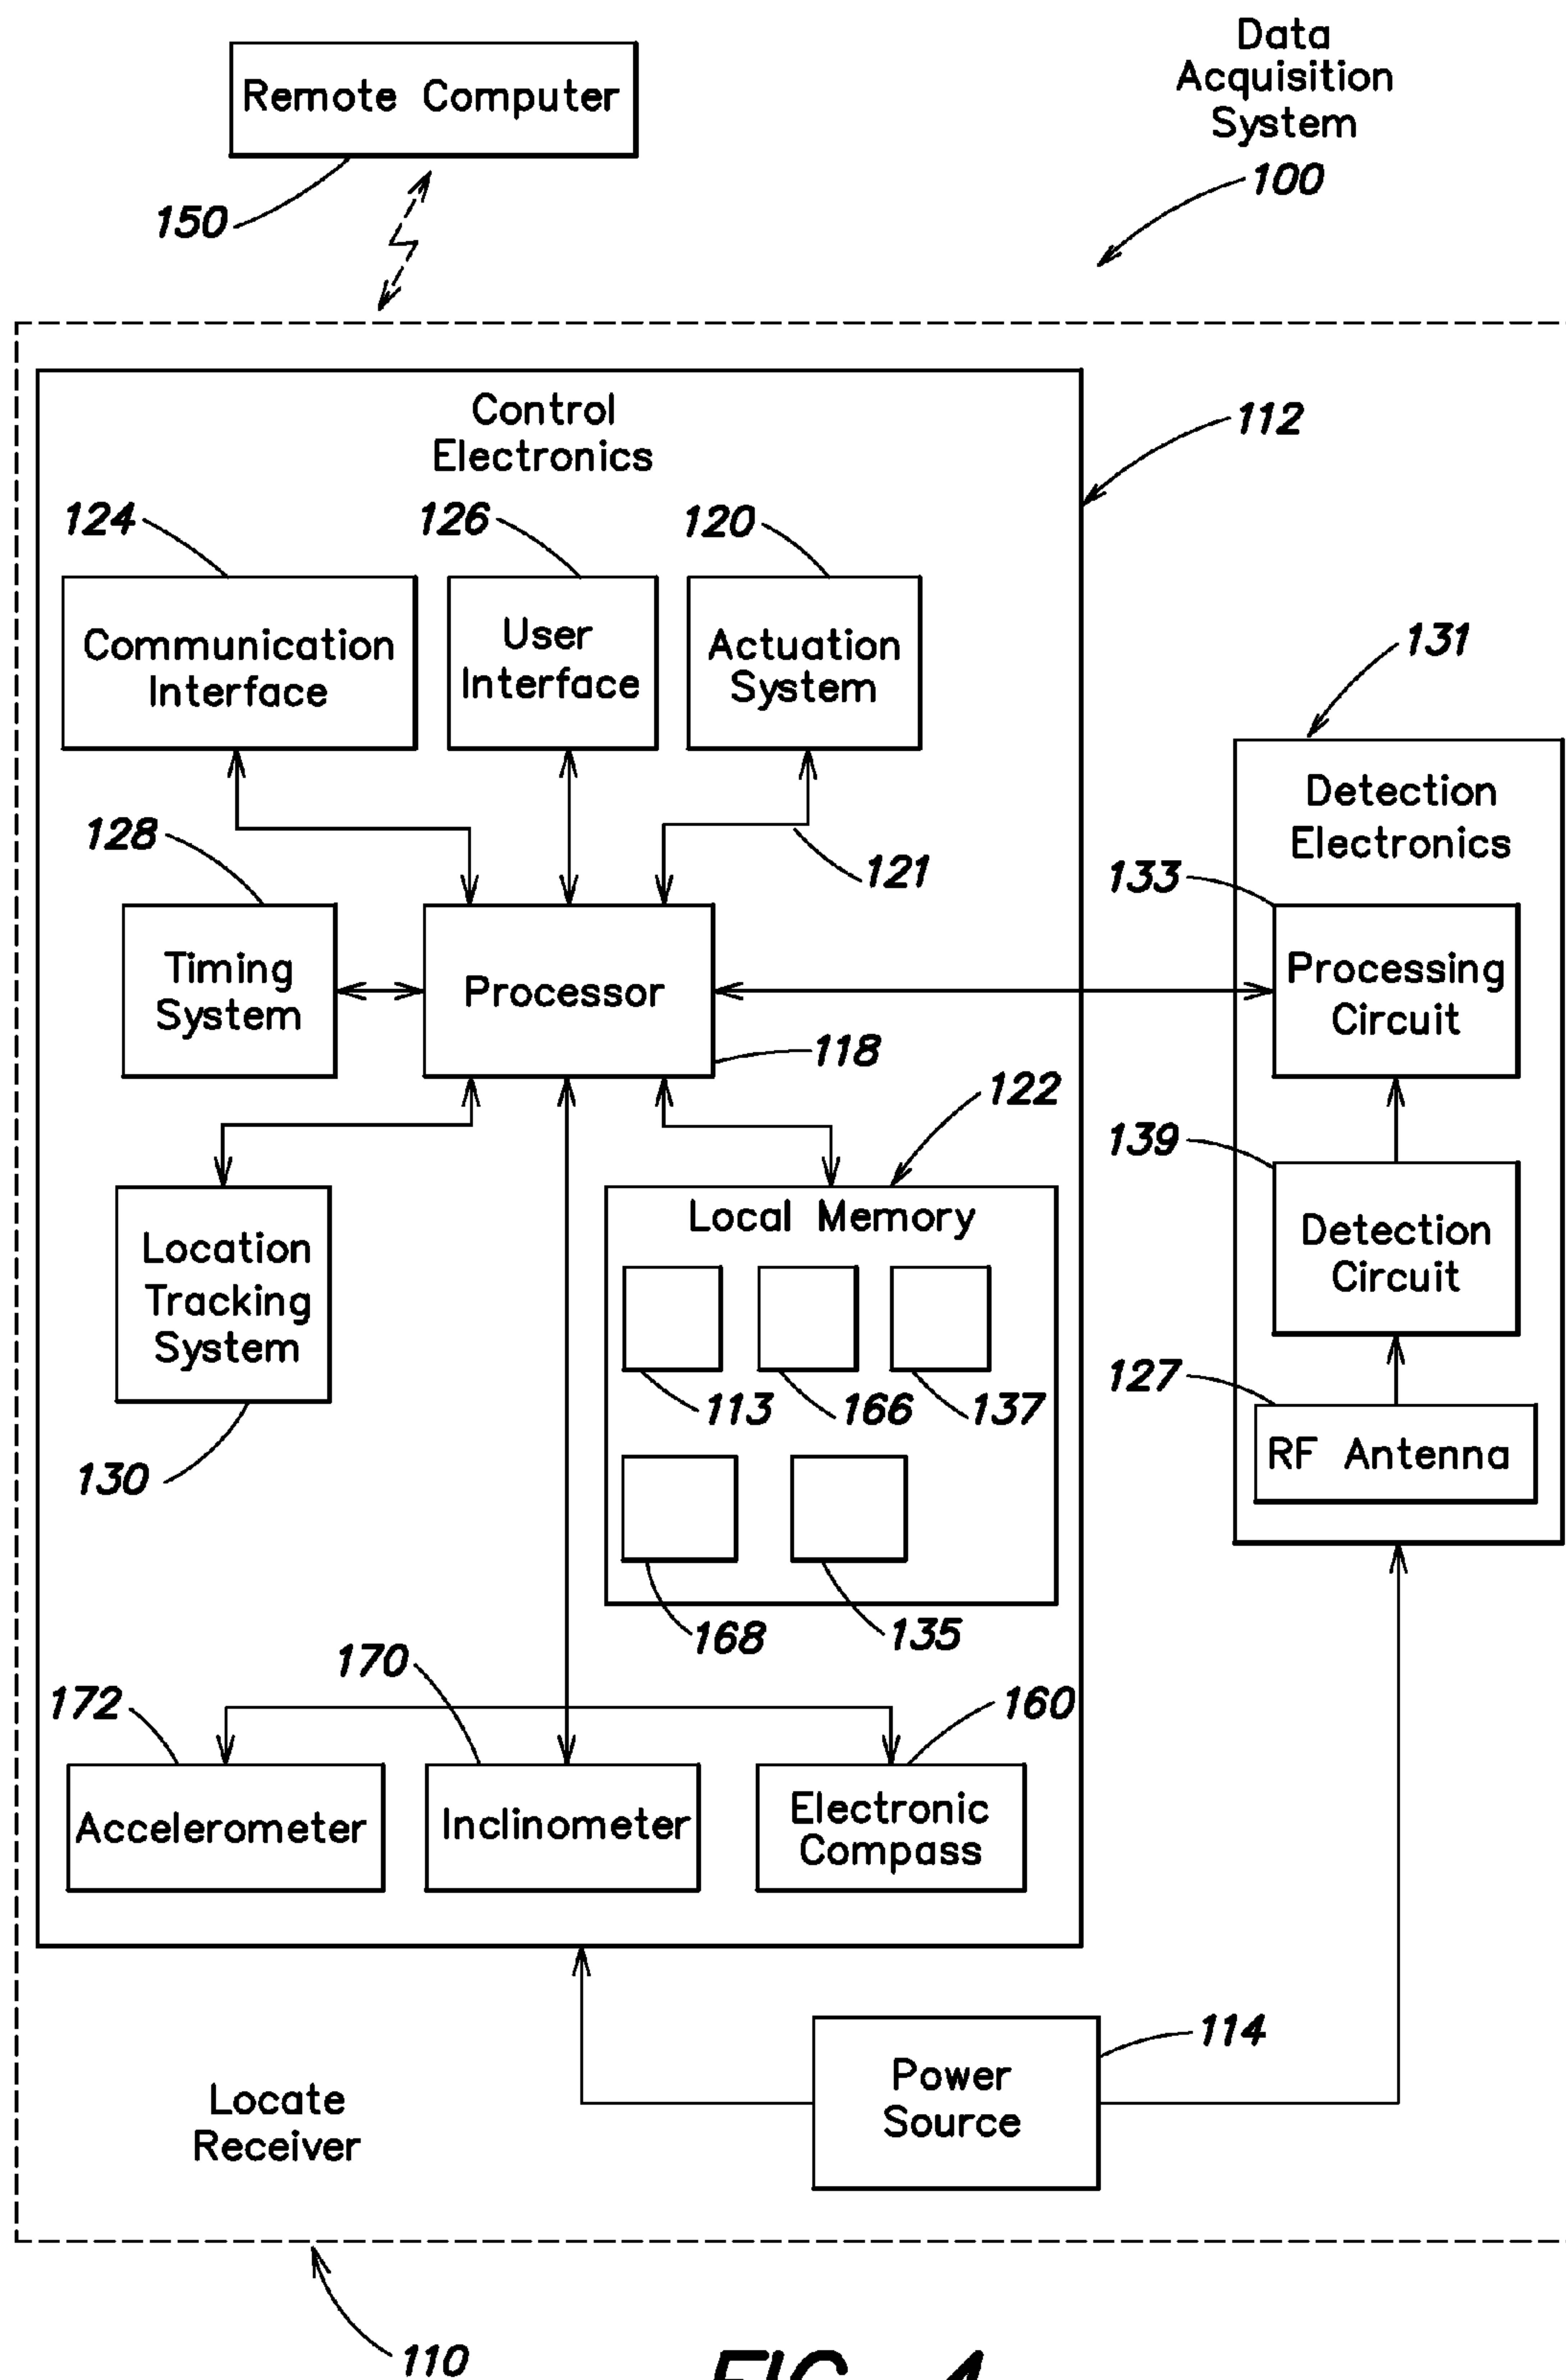 Data
Acquisition
System
100
Remote Computer
150
Control
Electronics
112
124
126
120
Communication
Interface
User
Interface
Actuation
System
131
Detection
Electronics
128
121
133
Timing
System
Processor
Processing
Circuit
118
122
139
Location
Tracking
System
Local Memory
Detection
Circuit
113
166
137
127
RF Antenna
130
168
135
170
172
160
Accelerometer
Inclinometer
Electronic
Compass
114
Power
Source
Locate
Receiver
110
FIG. 4